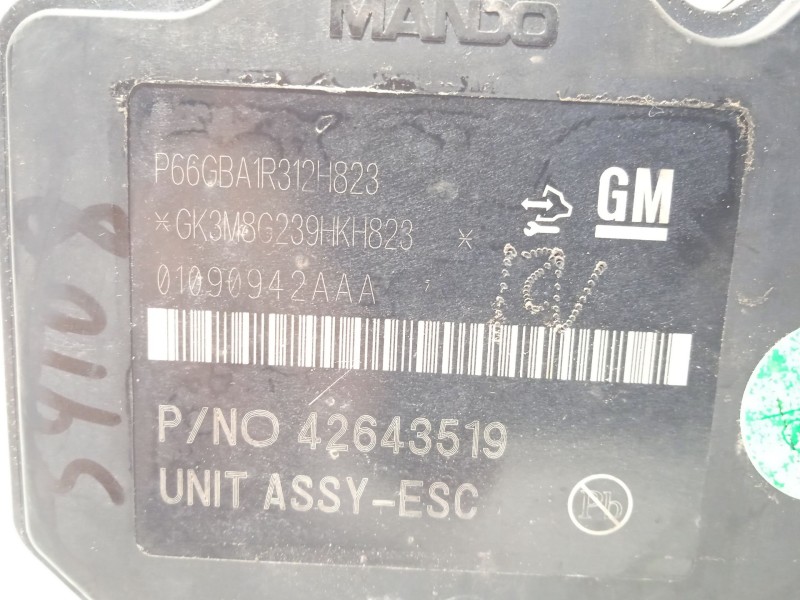 MANDO
P66GBA1R312H823
*GK3M8G239HKH823 *
GM
01090942AAA
P/NO 42643519
UNIT ASSY-ESC
Pb